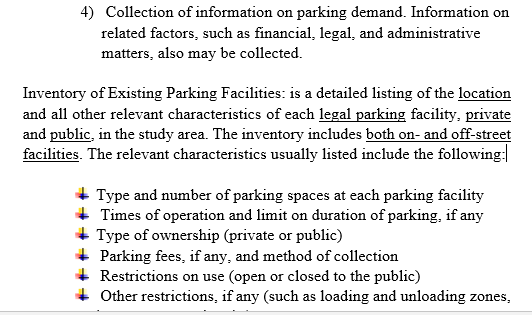 4) Collection of information on parking demand. Information on
related factors, such as financial, legal, and administrative
matters, also may be collected.
Inventory of Existing Parking Facilities: is a detailed listing of the location
and all other relevant characteristics of each legal parking facility, private
and public, in the study area. The inventory includes both on- and off-street
facilities. The relevant characteristics usually listed include the following:
Type and number of parking spaces at each parking facility
Times of operation and limit on duration of parking, if any
Type of ownership (private or public)
Parking fees, if any, and method of collection
Restrictions on use (open or closed to the public)
Other restrictions, if any (such as loading and unloading zones,